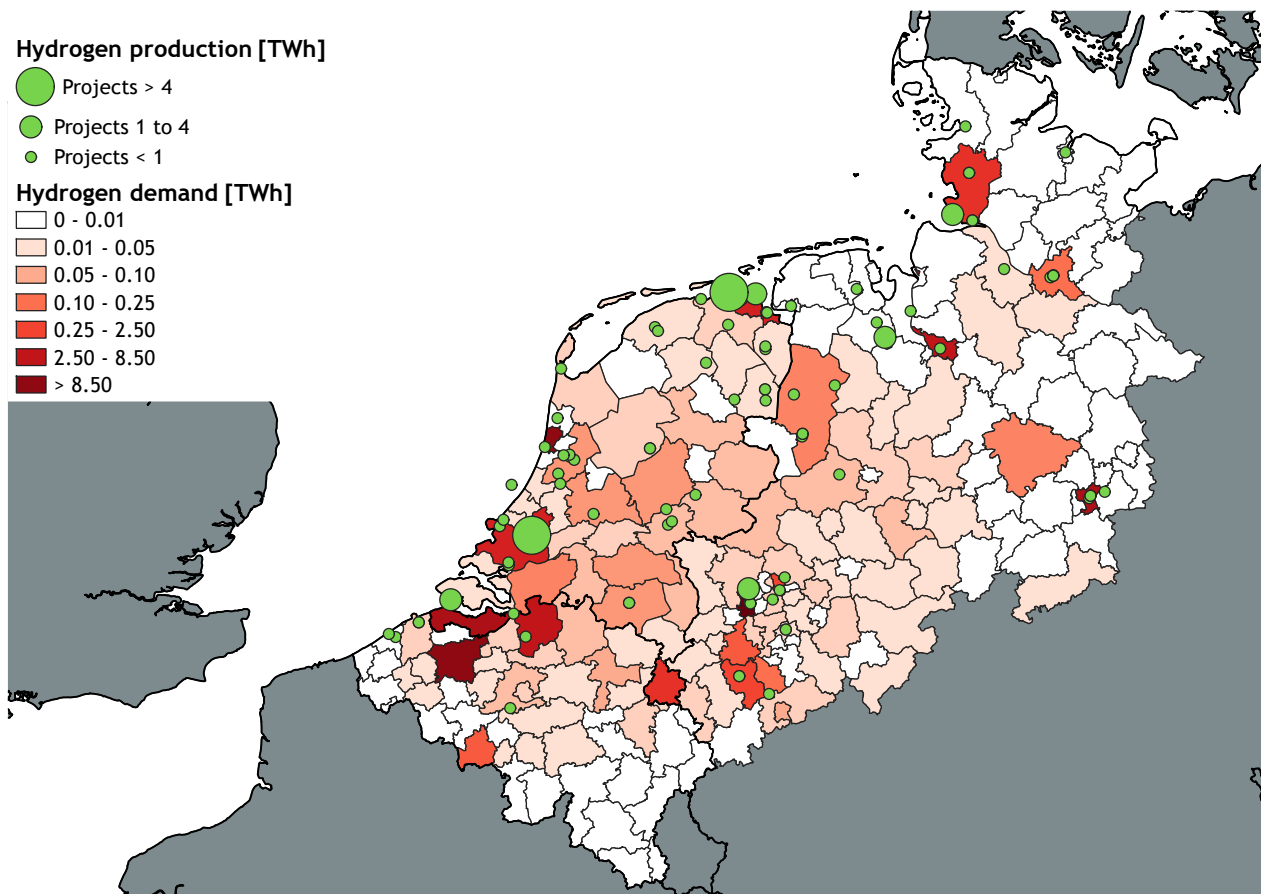 Hydrogen production [TWh]
Projects > 4
Projects 1 to 4
Projects < 1
Hydrogen demand [TWh]
0 - 0.01
0.01 - 0.05
0.05 - 0.10
0.10 - 0.25
0.25 - 2.50
2.50 - 8.50
> 8.50